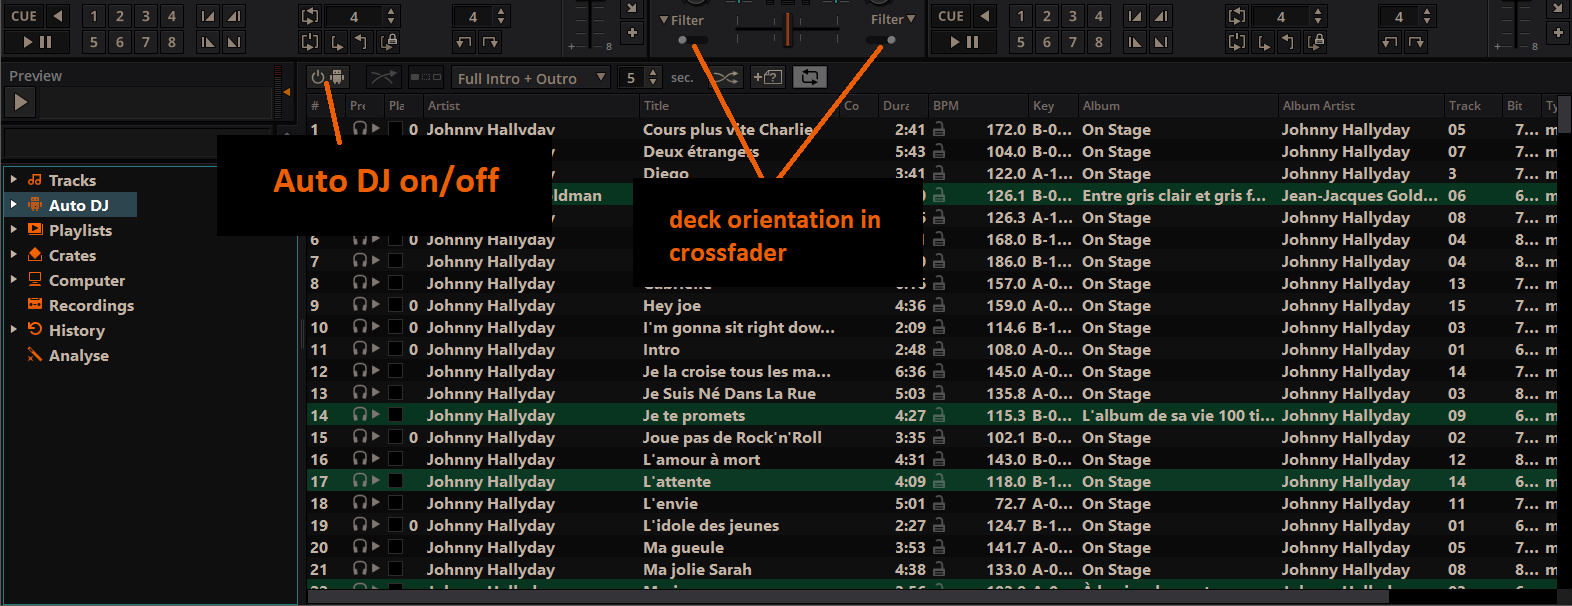 CUE 1 2 3 4 4 4 Filter Filter CUE 1 2 3 4 4 4
5 6 7 8 + 8 5 6 7 8 + 8
Preview
Full Intro + Outro 5 sec. + ?
# Pre Pla Artist Title Co Dura BPM Key Album Album Artist Track Bit Ty
1 0 Johnny Hallyday Cours plus vite Charlie 2:41 172.0 B-0... On Stage Johnny Hallyday 05 7... m
Deux étrangers 5:43 104.0 B-0... On Stage Johnny Hallyday 07 7... m
Diego 3:41 122.0 A-1... On Stage Johnny Hallyday 3 7... m
ldman 126.1 B-0... Entre gris clair et gris f... Jean-Jacques Gold... 06 6... m
126.3 A-1... On Stage Johnny Hallyday 08 7... m
6 0 Johnny Hallyday 168.0 B-0... On Stage Johnny Hallyday 04 8... m
7 Johnny Hallyday 186.0 B-0... On Stage Johnny Hallyday 04 8... m
8 Johnny Hallyday Gabrielle 157.0 A-0... On Stage Johnny Hallyday 13 7... m
9 0 Johnny Hallyday Hey joe 4:36 159.0 A-0... On Stage Johnny Hallyday 15 7... m
10 0 Johnny Hallyday I'm gonna sit right dow... 2:09 114.6 B-1... On Stage Johnny Hallyday 03 7... m
11 0 Johnny Hallyday Intro 2:48 108.0 A-0... On Stage Johnny Hallyday 01 6... m
12 Johnny Hallyday Je la croise tous les ma... 6:36 145.0 A-0... On Stage Johnny Hallyday 14 7... m
13 Johnny Hallyday Je Suis Né Dans La Rue 5:03 135.8 A-0... On Stage Johnny Hallyday 03 8... m
14 Johnny Hallyday Je te promets 4:27 115.3 B-0... L'album de sa vie 100 ti... Johnny Hallyday 09 6... m
15 0 Johnny Hallyday Joue pas de Rock'n'Roll 3:35 102.1 B-0... On Stage Johnny Hallyday 02 7... m
16 Johnny Hallyday L'amour à mort 4:31 143.0 B-0... On Stage Johnny Hallyday 12 8... m
17 Johnny Hallyday L'attente 4:09 118.0 B-1... On Stage Johnny Hallyday 14 6... m
18 Johnny Hallyday L'envie 5:01 72.7 A-0... On Stage Johnny Hallyday 11 7... m
19 0 Johnny Hallyday L'idole des jeunes 2:27 124.7 B-1... On Stage Johnny Hallyday 01 6... m
20 Johnny Hallyday Ma gueule 3:53 141.7 A-0... On Stage Johnny Hallyday 05 7... m
21 Johnny Hallyday Ma jolie Sarah 4:38 133.0 A-0... On Stage Johnny Hallyday 08 8... m
Tracks
Auto DJ
Playlists
Crates
Computer
Recordings
History
Analyse
Auto DJ on/off
deck orientation in
crossfader